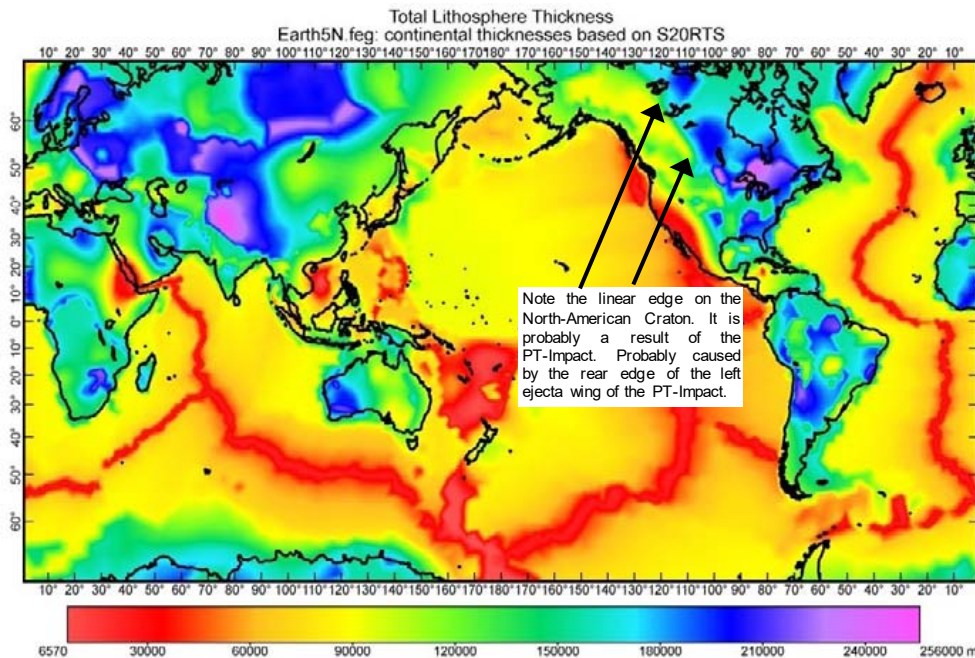 Total Lithosphere Thickness
Earth5N.feg: continental thicknesses based on S20RTS
10° 20° 30° 40° 50° 60° 70° 80° 90° 100° 110° 120° 130° 140° 150° 160° 170°180° 170° 160° 150° 140° 130° 120° 110° 100° 90° 80° 70° 60° 50° 40° 30° 20° 10°
60°
50°
40°
30°
20°
10°
0°
10°
20°
30°
40°
50°
60°
Note the linear edge on the
North-American Craton. It is
probably a result of the
PT-Impact. Probably caused
by the rear edge of the left
ejecta wing of the PT-Impact.
10° 20° 30° 40° 50° 60° 70° 80° 90° 100° 110° 120° 130° 140° 150° 160° 170°180° 170° 160° 150° 140° 130° 120° 110° 100° 90° 80° 70° 60° 50° 40° 30° 20° 10°
6570 30000 60000 90000 120000 150000 180000 210000 240000 256000 m